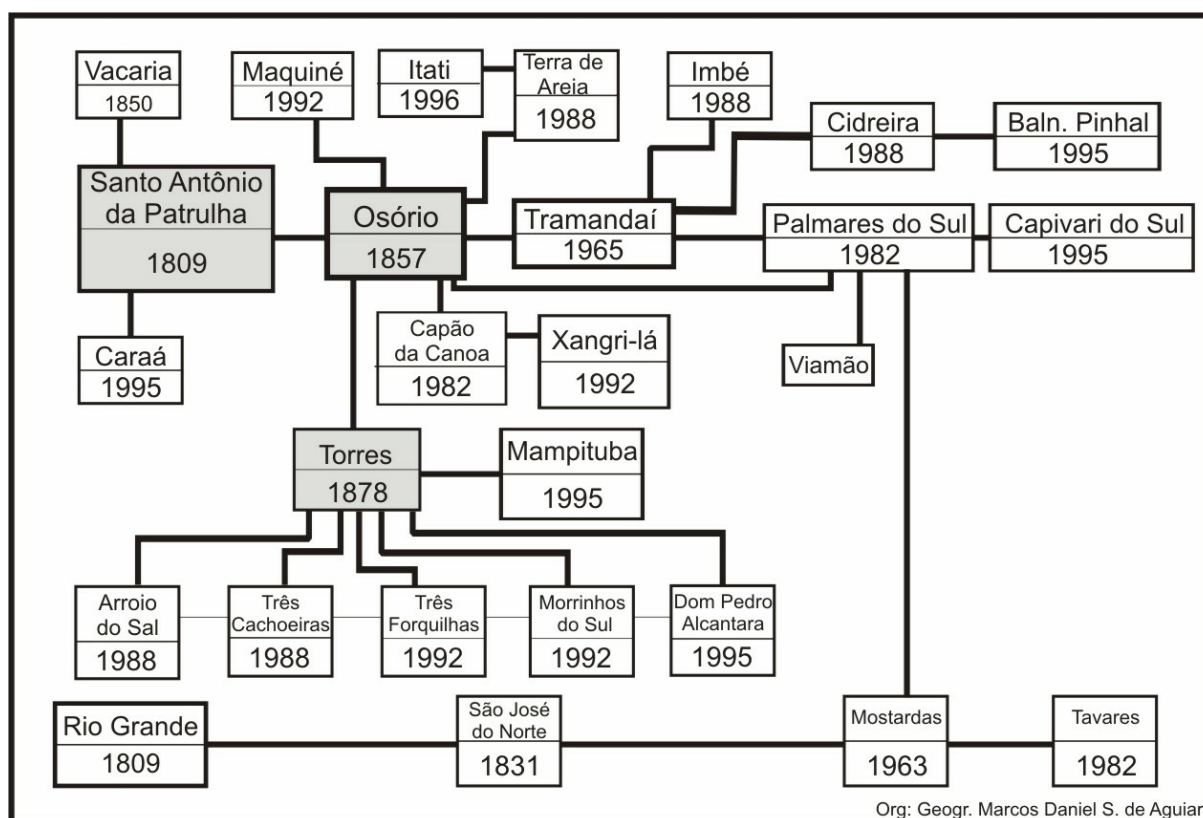 Vacaria
1850
Maquiné
1992
Itati
1996
Terra de
Areia
1988
Imbé
1988
Cidreira
1988
Baln. Pinhal
1995
Santo Antônio
da Patrulha
1809
Osório
1857
Tramandaí
1965
Palmares do Sul
1982
Capivari do Sul
1995
Caraá
1995
Capão
da Canoa
1982
Xangri-lá
1992
Viamão
Torres
1878
Mampituba
1995
Arroio
do Sal
1988
Três
Cachoeiras
1988
Três
Forquilhas
1992
Morrinhos
do Sul
1992
Dom Pedro
Alcantara
1995
Rio Grande
1809
São José
do Norte
1831
Mostardas
1963
Tavares
1982
Org: Geogr. Marcos Daniel S. de Aguiar